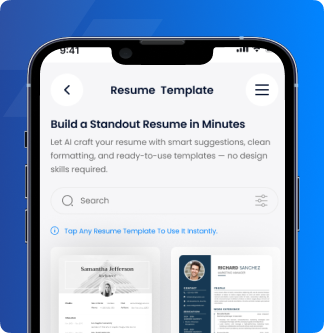 9:41
Resume Template
Build a Standout Resume in Minutes
Let AI craft your resume with smart suggestions, clean
formatting, and ready-to-use templates — no design
skills required.
Search
Tap Any Resume Template To Use It Instantly.
Samantha Jefferson
RICHARD SANCHEZ